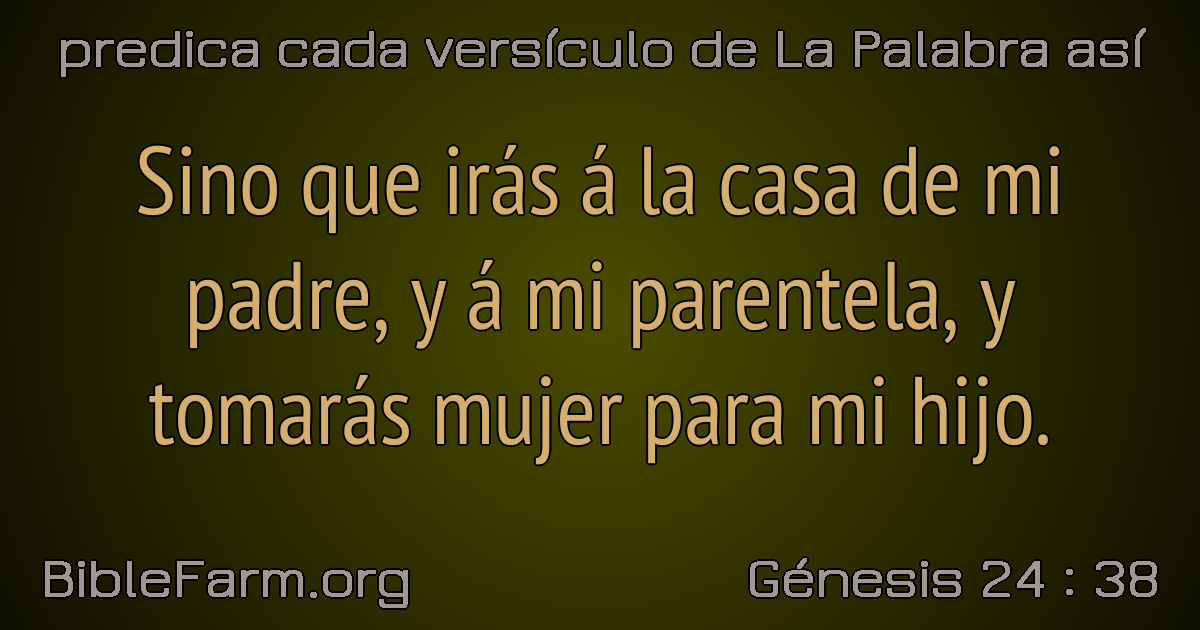 predica cada versículo de La Palabra así
Sino que irás á la casa de mi
padre, y á mi parentela, y
tomarás mujer para mi hijo.
BibleFarm.org
Génesis 24 : 38